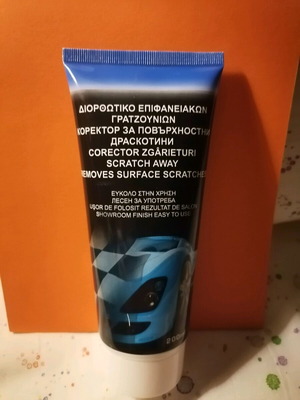 ΔΙΟΡΘΩΤΙΚΟ ΕΠΙΦΑΝΕΙΑΚΩΝ
ΓΡΑΤΖΟΥΝΙΩΝ
КОРЕКТОР ЗА ПОВЪРХНОСТНИ
ДРАСКОТИНИ
CORECTOR ZGÂRIETURI
SCRATCH AWAY
REMOVES SURFACE SCRATCHES
ΕΥΚΟΛΟ ΣΤΗΝ ΧΡΗΣΗ
ЛЕСЕН ЗА УПОТРЕБА
UȘOR DE FOLOSIT REZULTAT DE SALON
SHOWROOM FINISH EASY TO USE